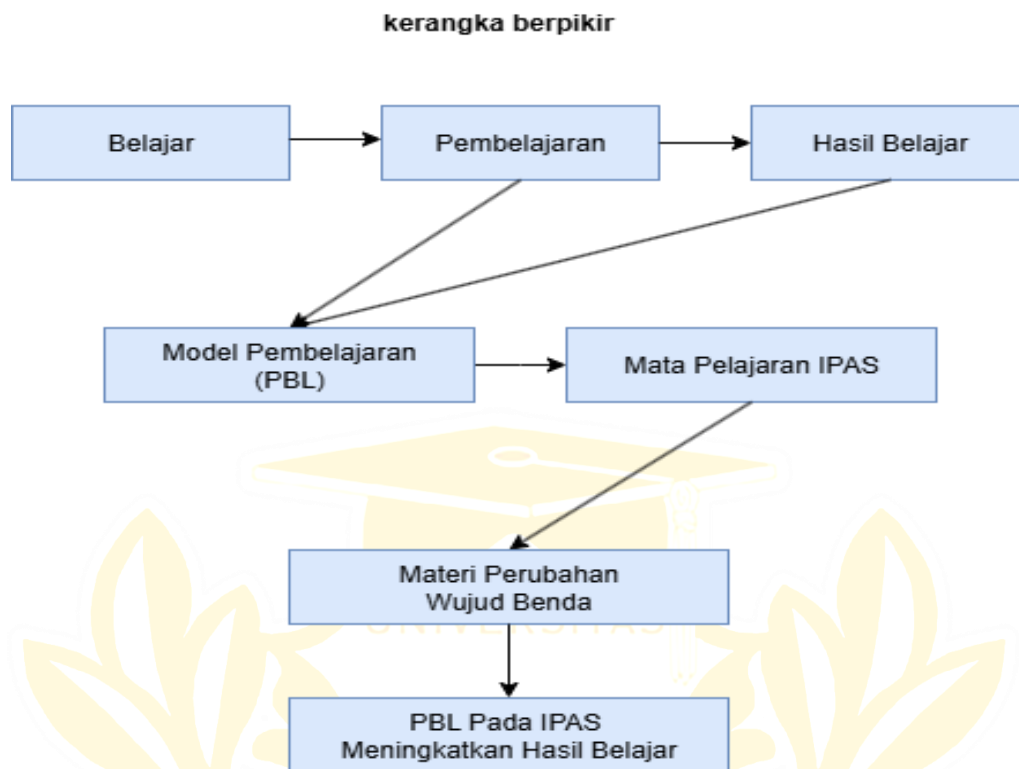 kerangka berpikir
Belajar
Pembelajaran
Hasil Belajar
Model Pembelajaran
(PBL)
Mata Pelajaran IPAS
Materi Perubahan
Wujud Benda
UNIVERSITAS
PBL Pada IPAS
Meningkatkan Hasil Belajar